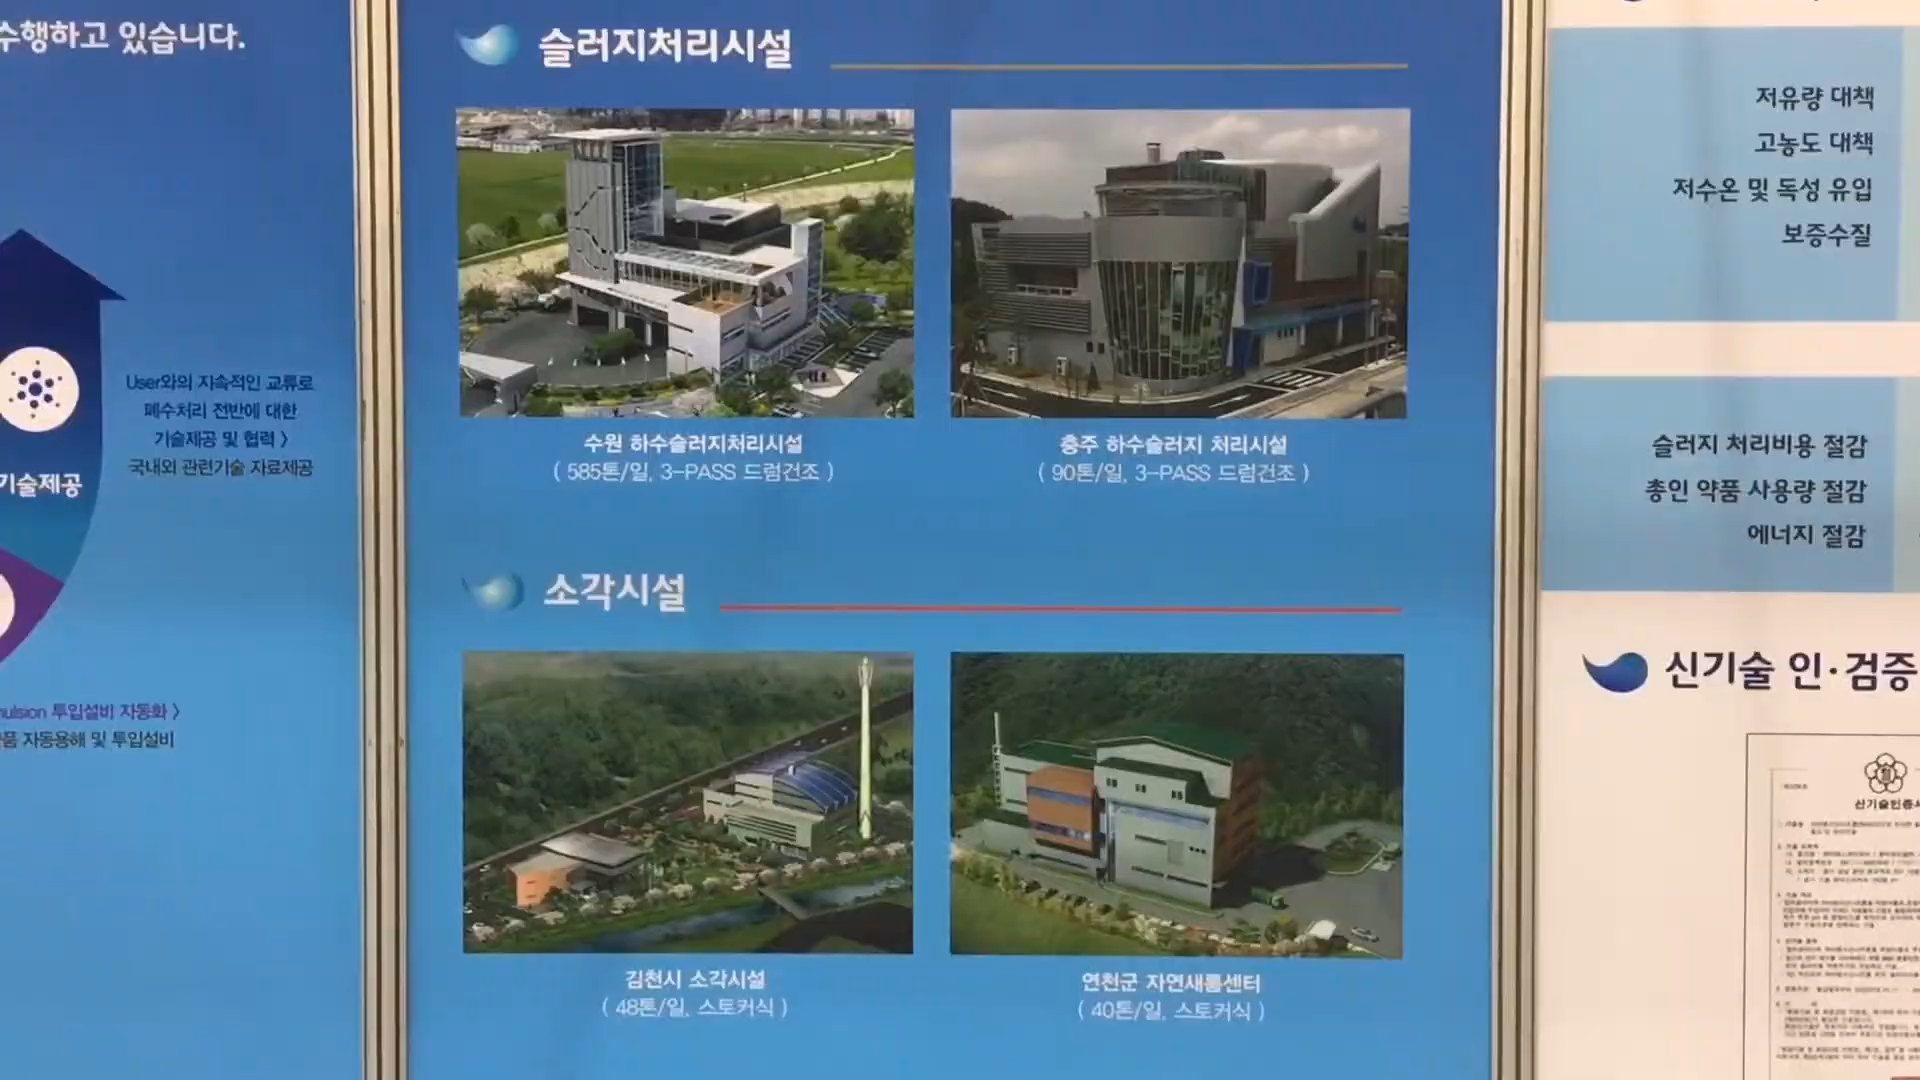 수행하고 있습니다.
User와의 지속적인 교류로
폐수처리 전반에 대한
기술제공 및 협력 〉
국내외 관련기술 자료제공
기술제공
투입설비 자동화 〉
자동용해 및 투입설비
슬러지처리시설
수원 하수슬러지처리시설
( 585톤/일, 3-PASS 드럼건조 )
충주 하수슬러지 처리시설
( 90톤/일, 3-PASS 드럼건조 )
소각시설
김천시 소각시설
( 48톤/일, 스토커식 )
연천군 자연새롬센터
( 40톤/일, 스토커식 )
저유량 대책
고농도 대책
저수온 및 독성 유입
보증수질
슬러지 처리비용 절감
총인 약품 사용량 절감
에너지 절감
신기술 인·검증
신기술인증서